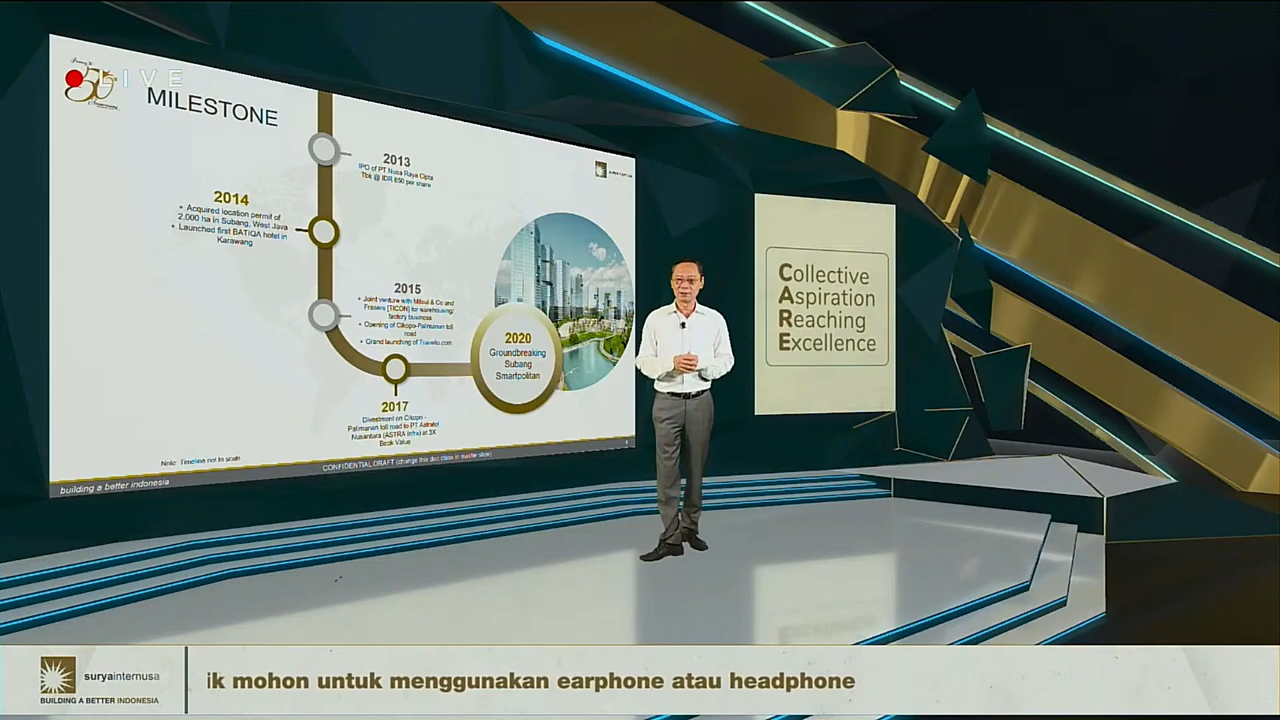 LIVE
MILESTONE
2013
IPO of PT Nusa Raya Cipta
Tbk @ IDR 850 per share
2014
• Acquired location permit of
2,000 ha in Subang, West Java
• Launched first BATIQA hotel in
Karawang
2015
• Joint venture with Mitsui & Co and
Frasers [TICON] for warehousing/
factory business
• Opening of Cikopo-Palimanan toll
road
• Grand launching of Travelio.com
2017
Divestment on Cikopo -
Palimanan toll road to PT Astratel
Nusantara (ASTRA Infra) at 3X
Book Value
2020
Groundbreaking
Subang
Smartpolitan
Note: Timeline not to scale
CONFIDENTIAL DRAFT (change this doc class in master slide)
building a better indonesia
Collective
Aspiration
Reaching
Excellence
suryainternusa
BUILDING A BETTER INDONESIA
ik mohon untuk menggunakan earphone atau headphone